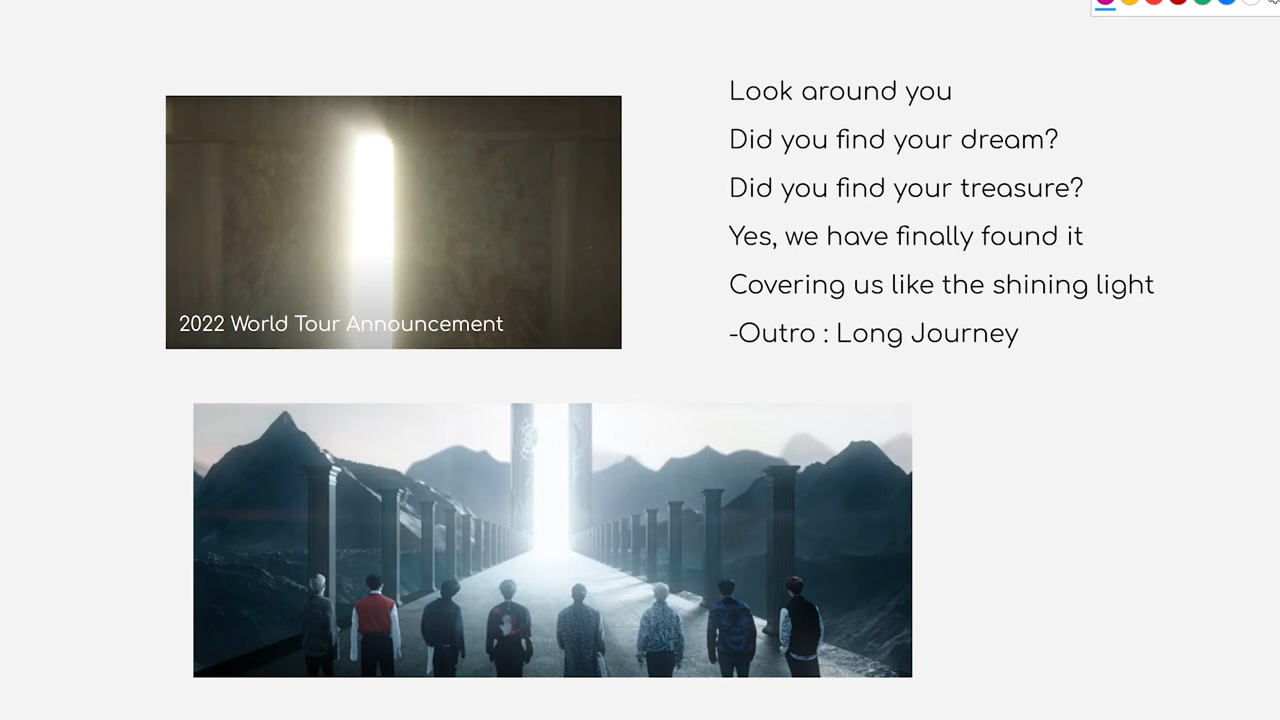 2022 World Tour Announcement
Look around you
Did you find your dream?
Did you find your treasure?
Yes, we have finally found it
Covering us like the shining light
-Outro : Long Journey